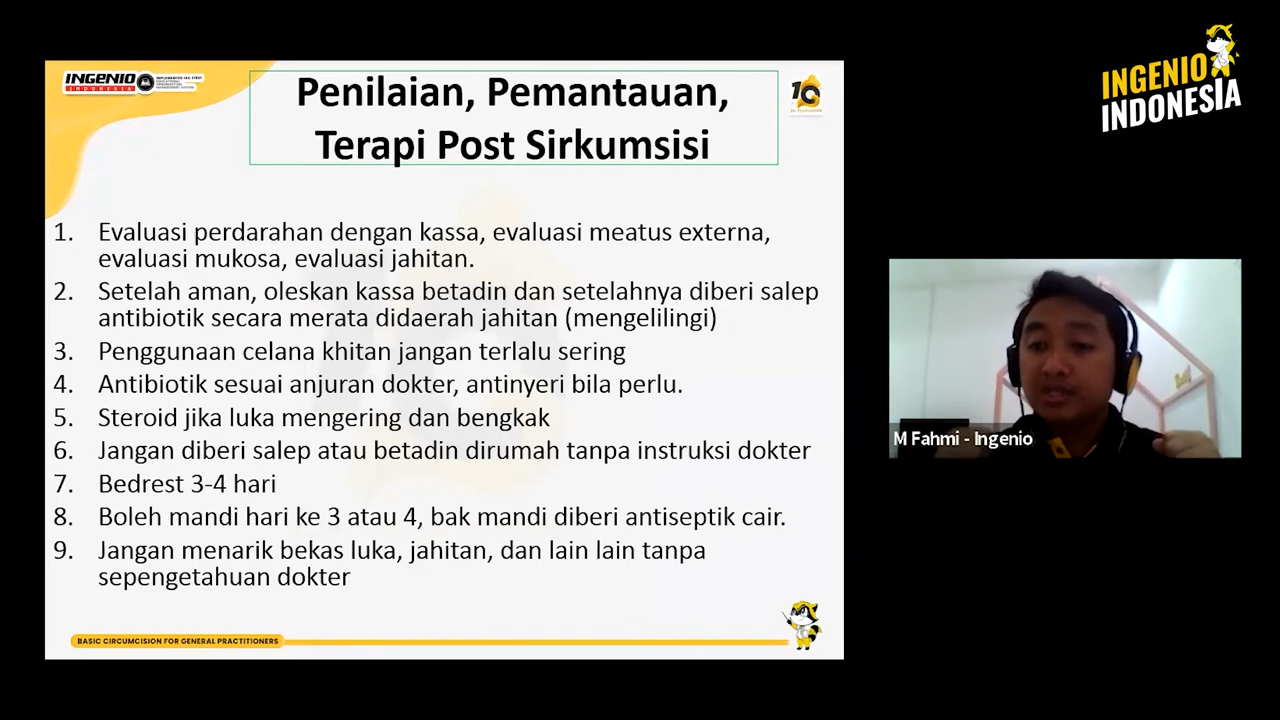 INGENIO
INDONESIA
Penilaian, Pemantauan,
Terapi Post Sirkumsisi
INGENIO
INDONESIA
1. Evaluasi perdarahan dengan kassa, evaluasi meatus externa,
evaluasi mukosa, evaluasi jahitan.
2. Setelah aman, oleskan kassa betadin dan setelahnya diberi salep
antibiotik secara merata didaerah jahitan (mengelilingi)
3. Penggunaan celana khitan jangan terlalu sering
4. Antibiotik sesuai anjuran dokter, antinyeri bila perlu.
5. Steroid jika luka mengering dan bengkak
6. Jangan diberi salep atau betadin dirumah tanpa instruksi dokter
7. Bedrest 3-4 hari
8. Boleh mandi hari ke 3 atau 4, bak mandi diberi antiseptik cair.
9. Jangan menarik bekas luka, jahitan, dan lain lain tanpa
sepengetahuan dokter
M Fahmi - Ingenio
BASIC CIRCUMCISION FOR GENERAL PRACTITIONERS